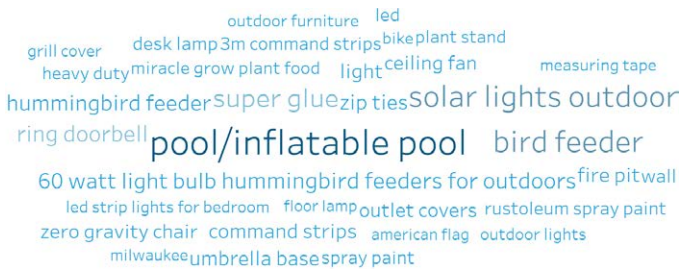 outdoor furniture led
desk lamp 3m command strips bike plant stand
grill cover
heavy duty miracle grow plant food light ceiling fan measuring tape
hummingbird feeder super glue zip ties solar lights outdoor
ring doorbell pool/inflatable pool bird feeder
60 watt light bulb hummingbird feeders for outdoors fire pit wall
led strip lights for bedroom floor lamp outlet covers rustoleum spray paint
zero gravity chair command strips american flag outdoor lights
milwaukee umbrella base spray paint